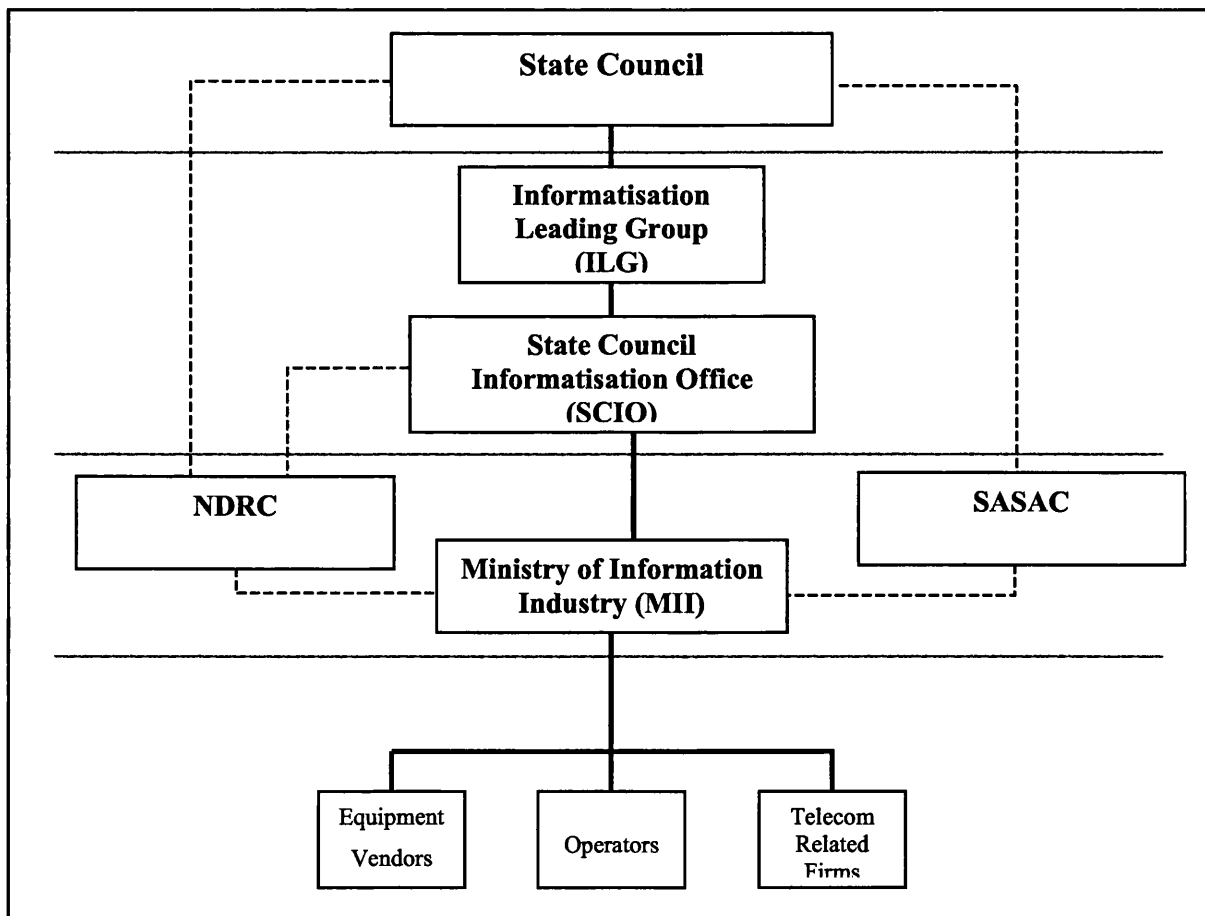 State Council
Informatisation
Leading Group
(ILG)
State Council
Informatisation Office
(SCIO)
NDRC
SASAC
Ministry of Information
Industry (MII)
Equipment
Vendors
Operators
Telecom
Related
Firms